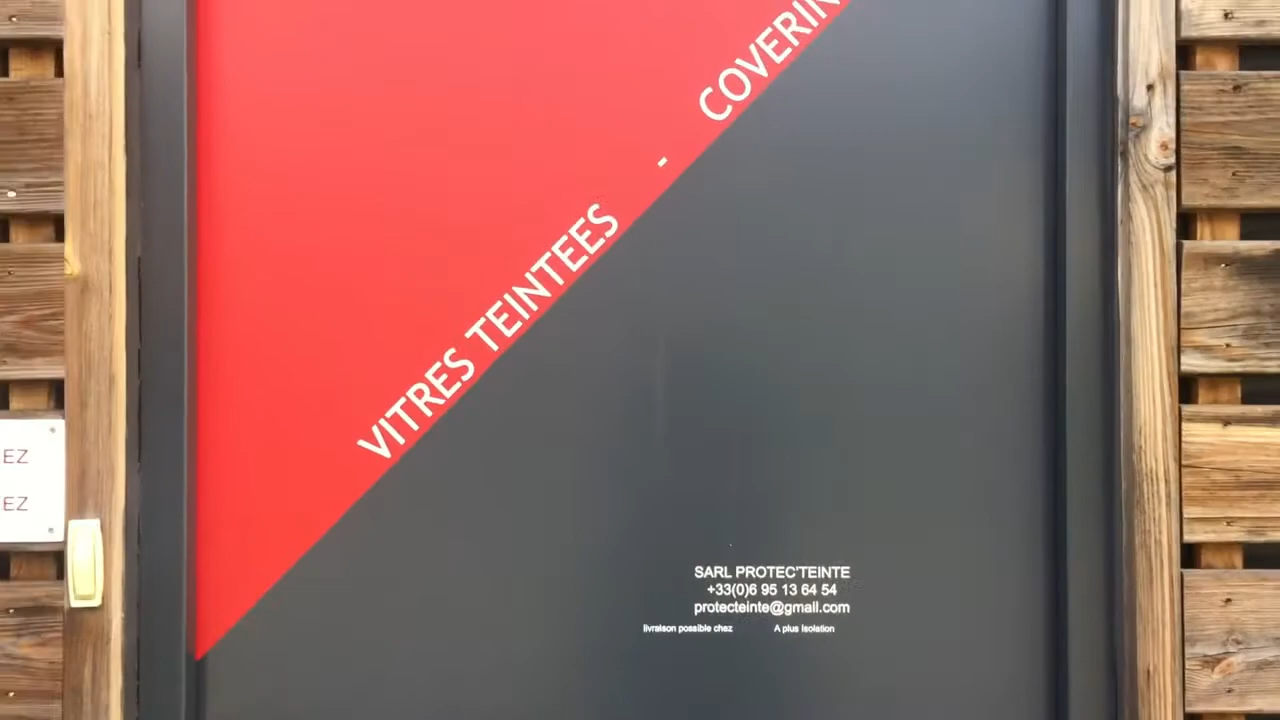 VITRES TEINTEES - COVERIN
EZ
EZ
SARL PROTEC'TEINTE
+33(0)6 95 13 64 54
protecteinte@gmail.com
livraison possible chez A plus Isolation